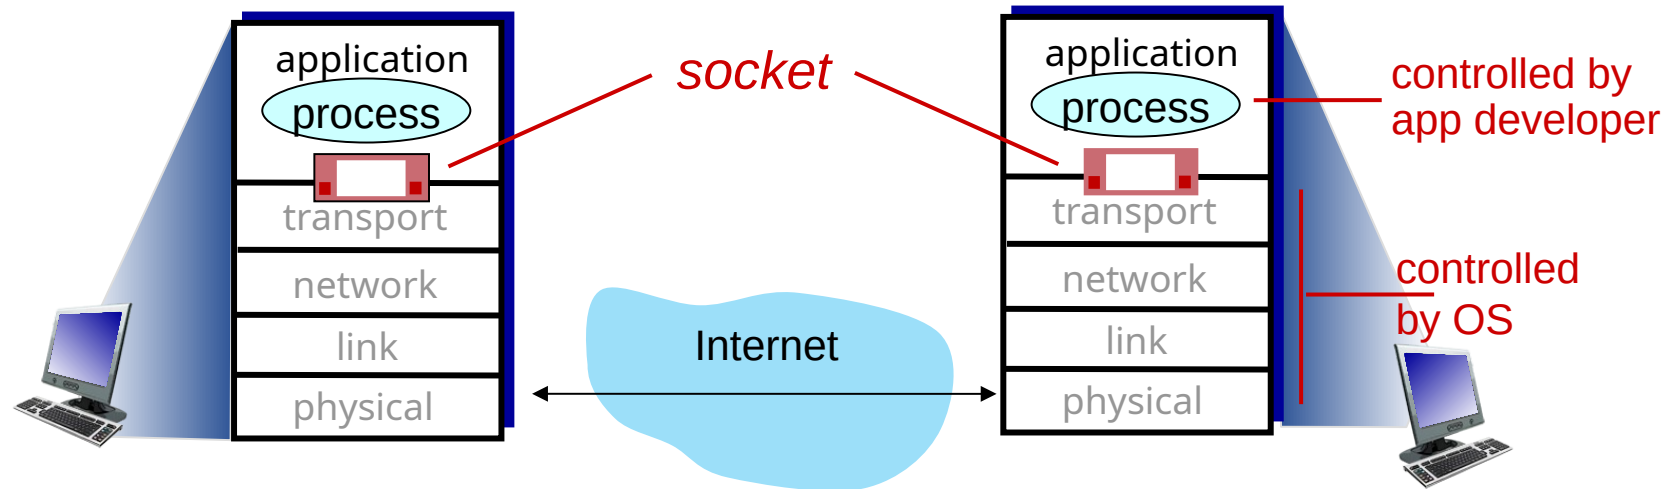 application
process
transport
network
link
physical
socket
Internet
application
process
transport
network
link
physical
controlled by
app developer
controlled
by OS